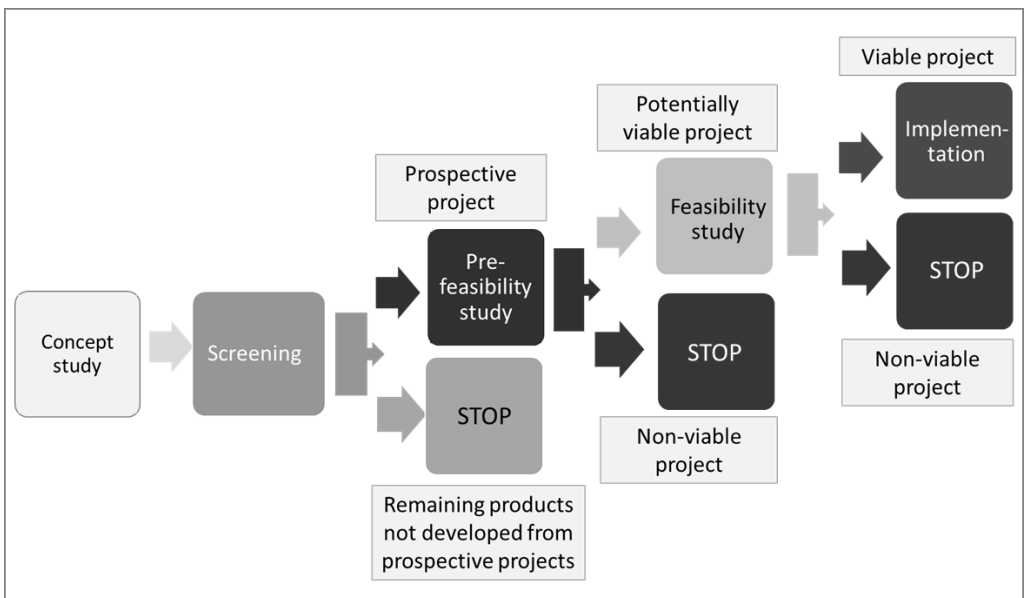 Concept
study
Screening
Prospective
project
Pre-
feasibility
study
STOP
Remaining products
not developed from
prospective projects
Potentially
viable project
Feasibility
study
STOP
Non-viable
project
Viable project
Implemen-
tation
STOP
Non-viable
project